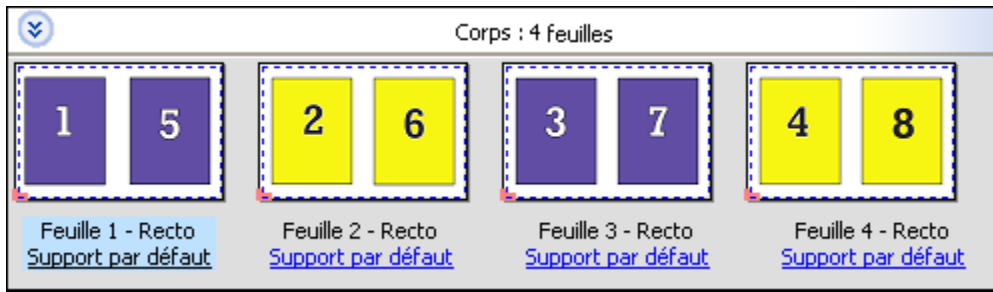 Corps : 4 feuilles
1 5 2 6 3 7 4 8
Feuille 1 - Recto Feuille 2 - Recto Feuille 3 - Recto Feuille 4 - Recto
Support par défaut Support par défaut Support par défaut Support par défaut